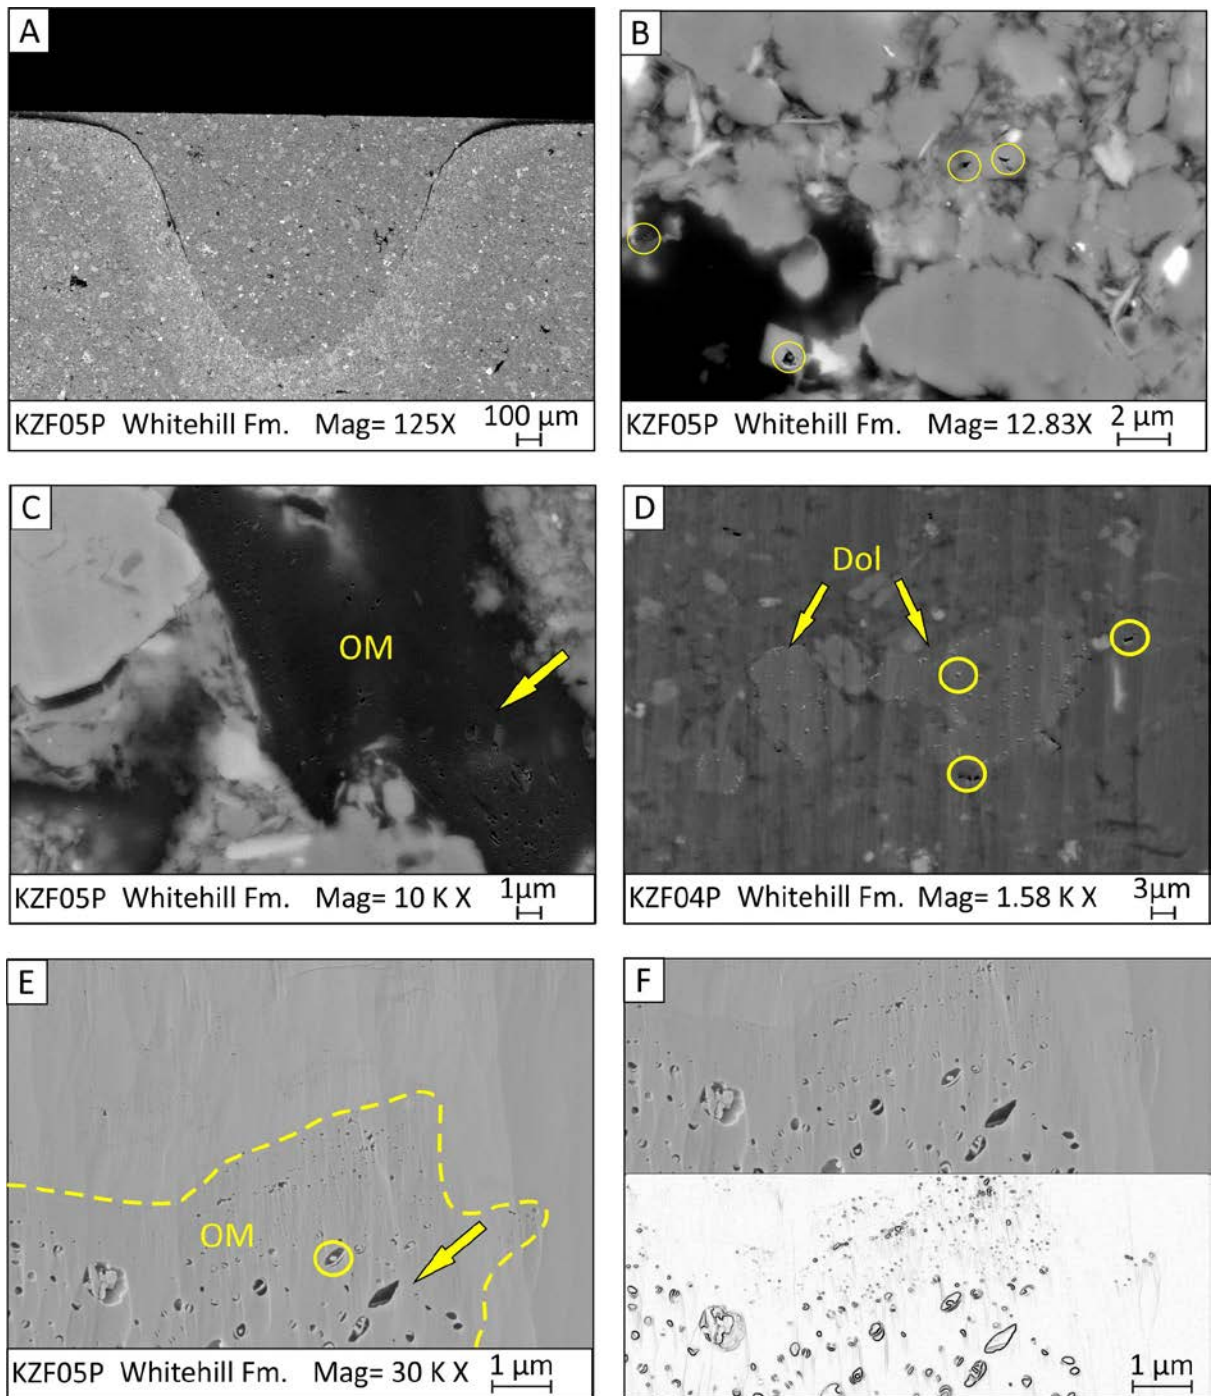 A
KZF05P Whitehill Fm. Mag= 125X 100 µm
B
KZF05P Whitehill Fm. Mag= 12.83X 2 µm
C
OM
KZF05P Whitehill Fm. Mag= 10 K X 1µm
D
Dol
KZF04P Whitehill Fm. Mag= 1.58 K X 3µm
E
OM
KZF05P Whitehill Fm. Mag= 30 K X 1 µm
F
1 µm